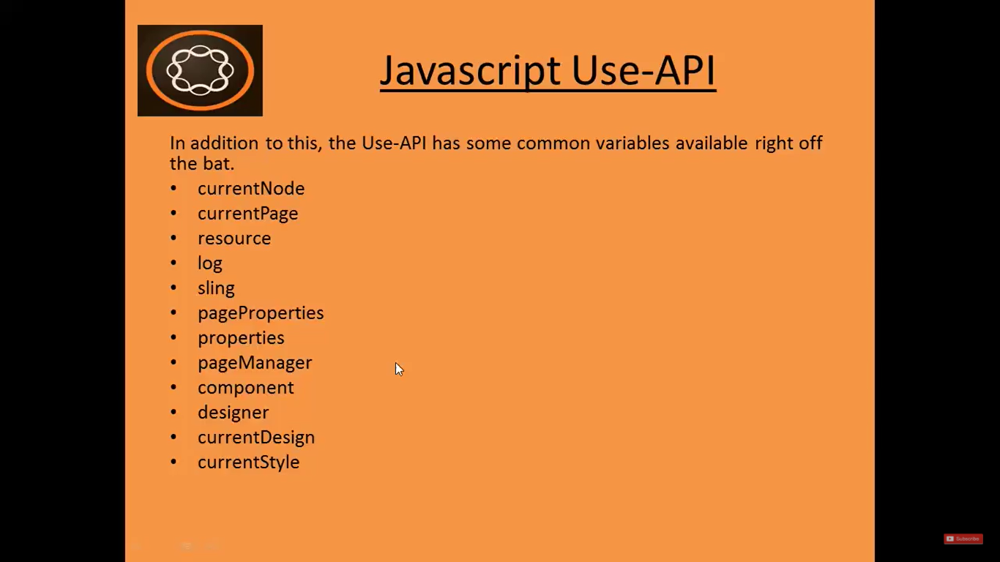 Javascript Use-API
In addition to this, the Use-API has some common variables available right off
the bat.
• currentNode
• currentPage
• resource
• log
• sling
• pageProperties
• properties
• pageManager
• component
• designer
• currentDesign
• currentStyle
Subscribe